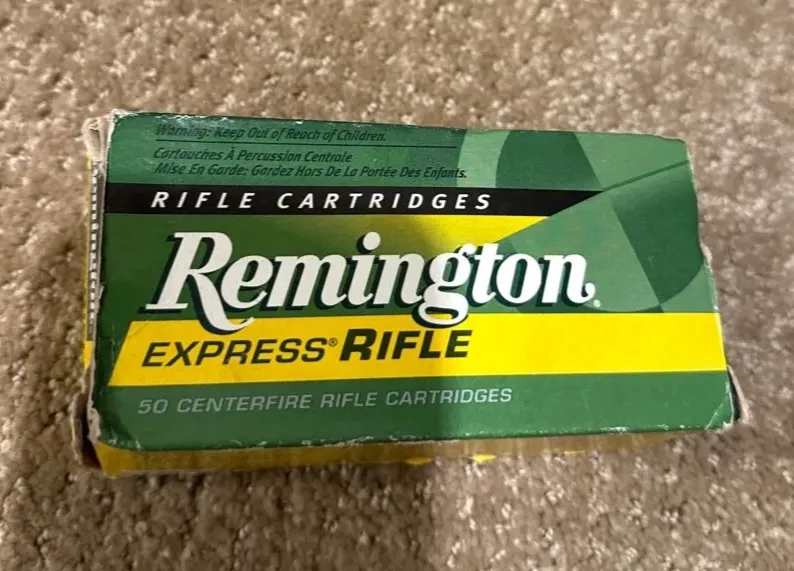 Warning: Keep Out of Reach of Children.
Cartouches À Percussion Centrale
Mise En Garde: Gardez Hors De La Portée Des Enfants.
RIFLE CARTRIDGES
Remington.
EXPRESS® RIFLE
50 CENTERFIRE RIFLE CARTRIDGES